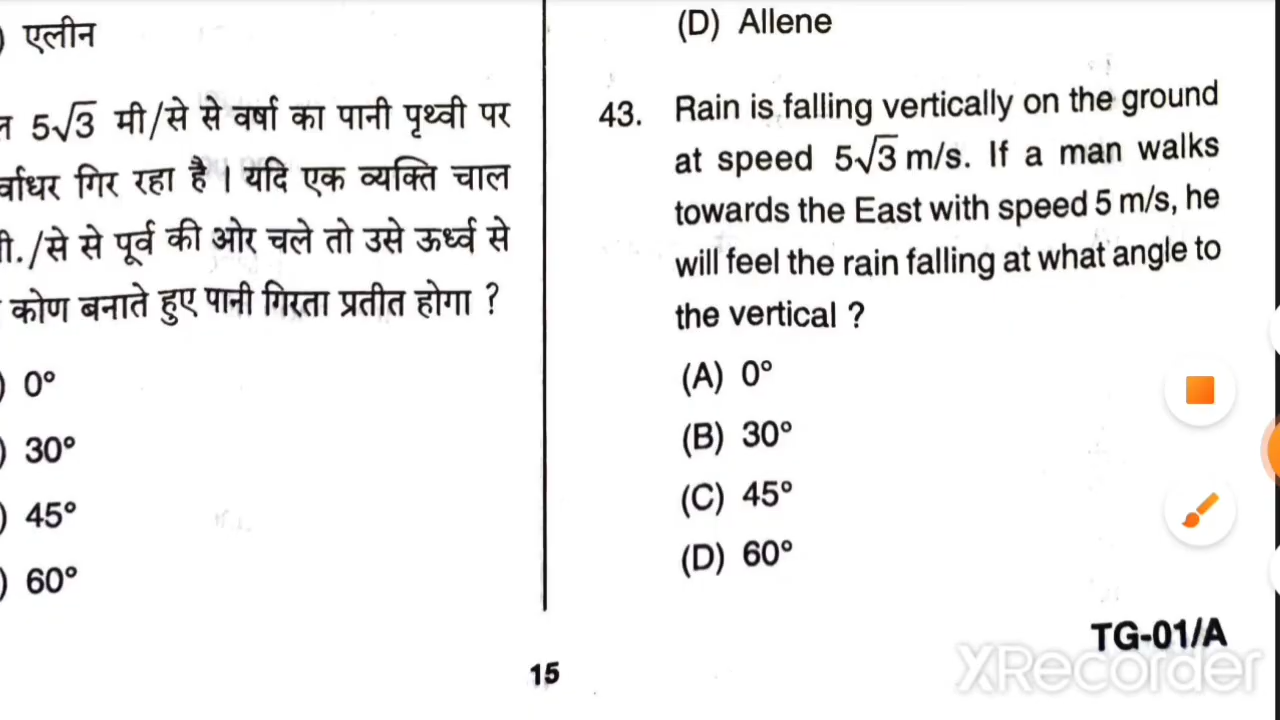 एलीन
5√3 मी/से से वर्षा का पानी पृथ्वी पर
गिर रहा है । यदि एक व्यक्ति चाल
/से से पूर्व की ओर चले तो उसे ऊर्ध्व से
कोण बनाते हुए पानी गिरता प्रतीत होगा ?
0°
) 30°
) 45°
) 60°
(D) Allene
43. Rain is falling vertically on the ground
at speed 5√3 m/s. If a man walks
towards the East with speed 5 m/s, he
will feel the rain falling at what angle to
the vertical ?
(A) 0°
(B) 30°
(C) 45°
(D) 60°
TG-01/A
15
XRecorder